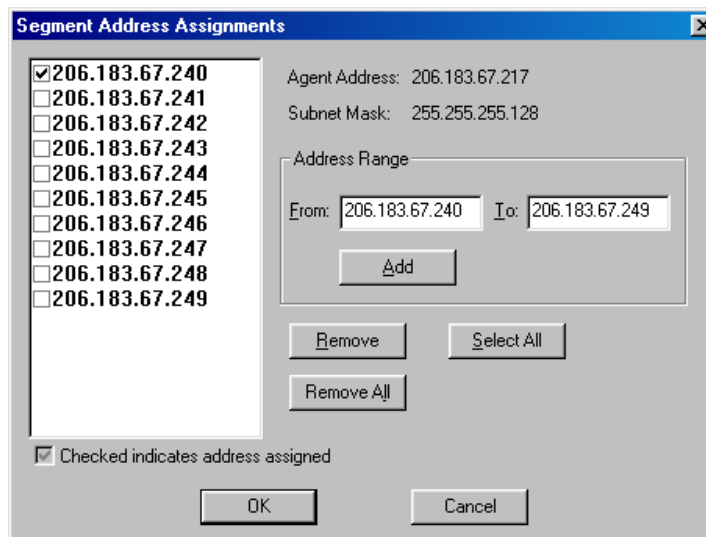 Segment Address Assignments
206.183.67.240
206.183.67.241
206.183.67.242
206.183.67.243
206.183.67.244
206.183.67.245
206.183.67.246
206.183.67.247
206.183.67.248
206.183.67.249
Agent Address: 206.183.67.217
Subnet Mask: 255.255.255.128
Address Range
From: 206.183.67.240 To: 206.183.67.249
Add
Remove Select All
Remove All
Checked indicates address assigned
OK Cancel